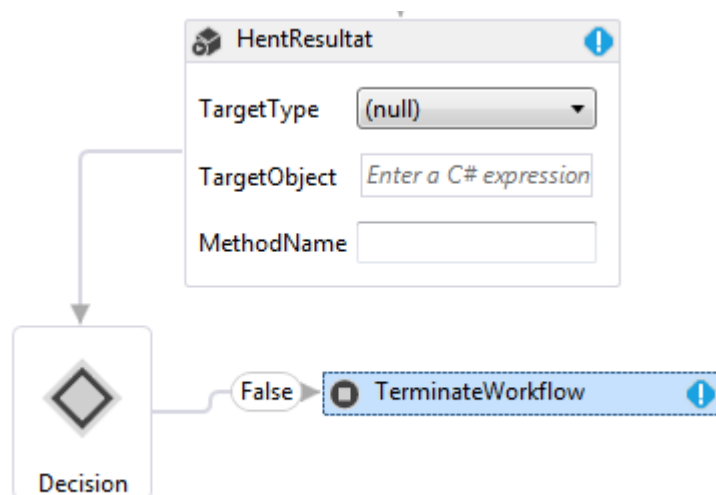 HentResultat
TargetType (null)
TargetObject Enter a C# expression
MethodName
False TerminateWorkflow
Decision